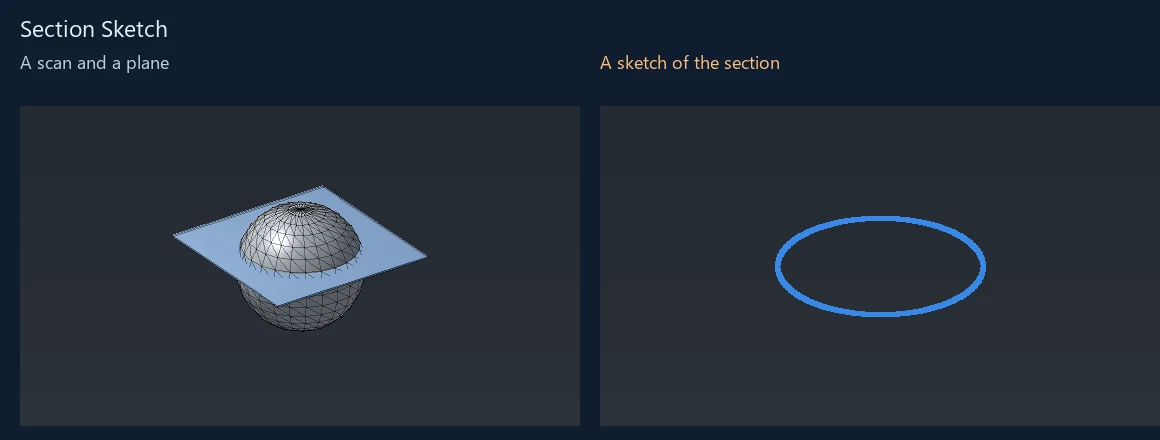 Section Sketch
A scan and a plane
A sketch of the section